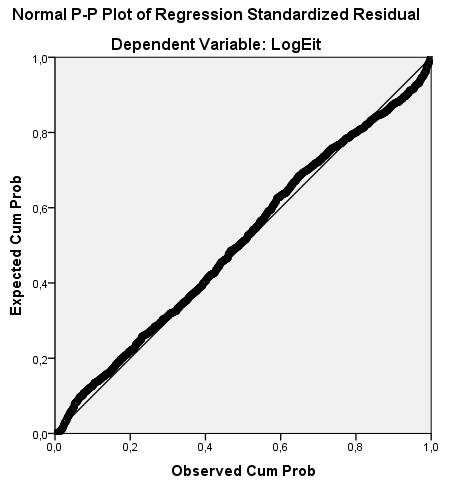 Normal P-P Plot of Regression Standardized Residual
Dependent Variable: LogEit
1,0
0,8
0,6
0,4
0,2
0,0
Expected Cum Prob
0,0 0,2 0,4 0,6 0,8 1,0
Observed Cum Prob